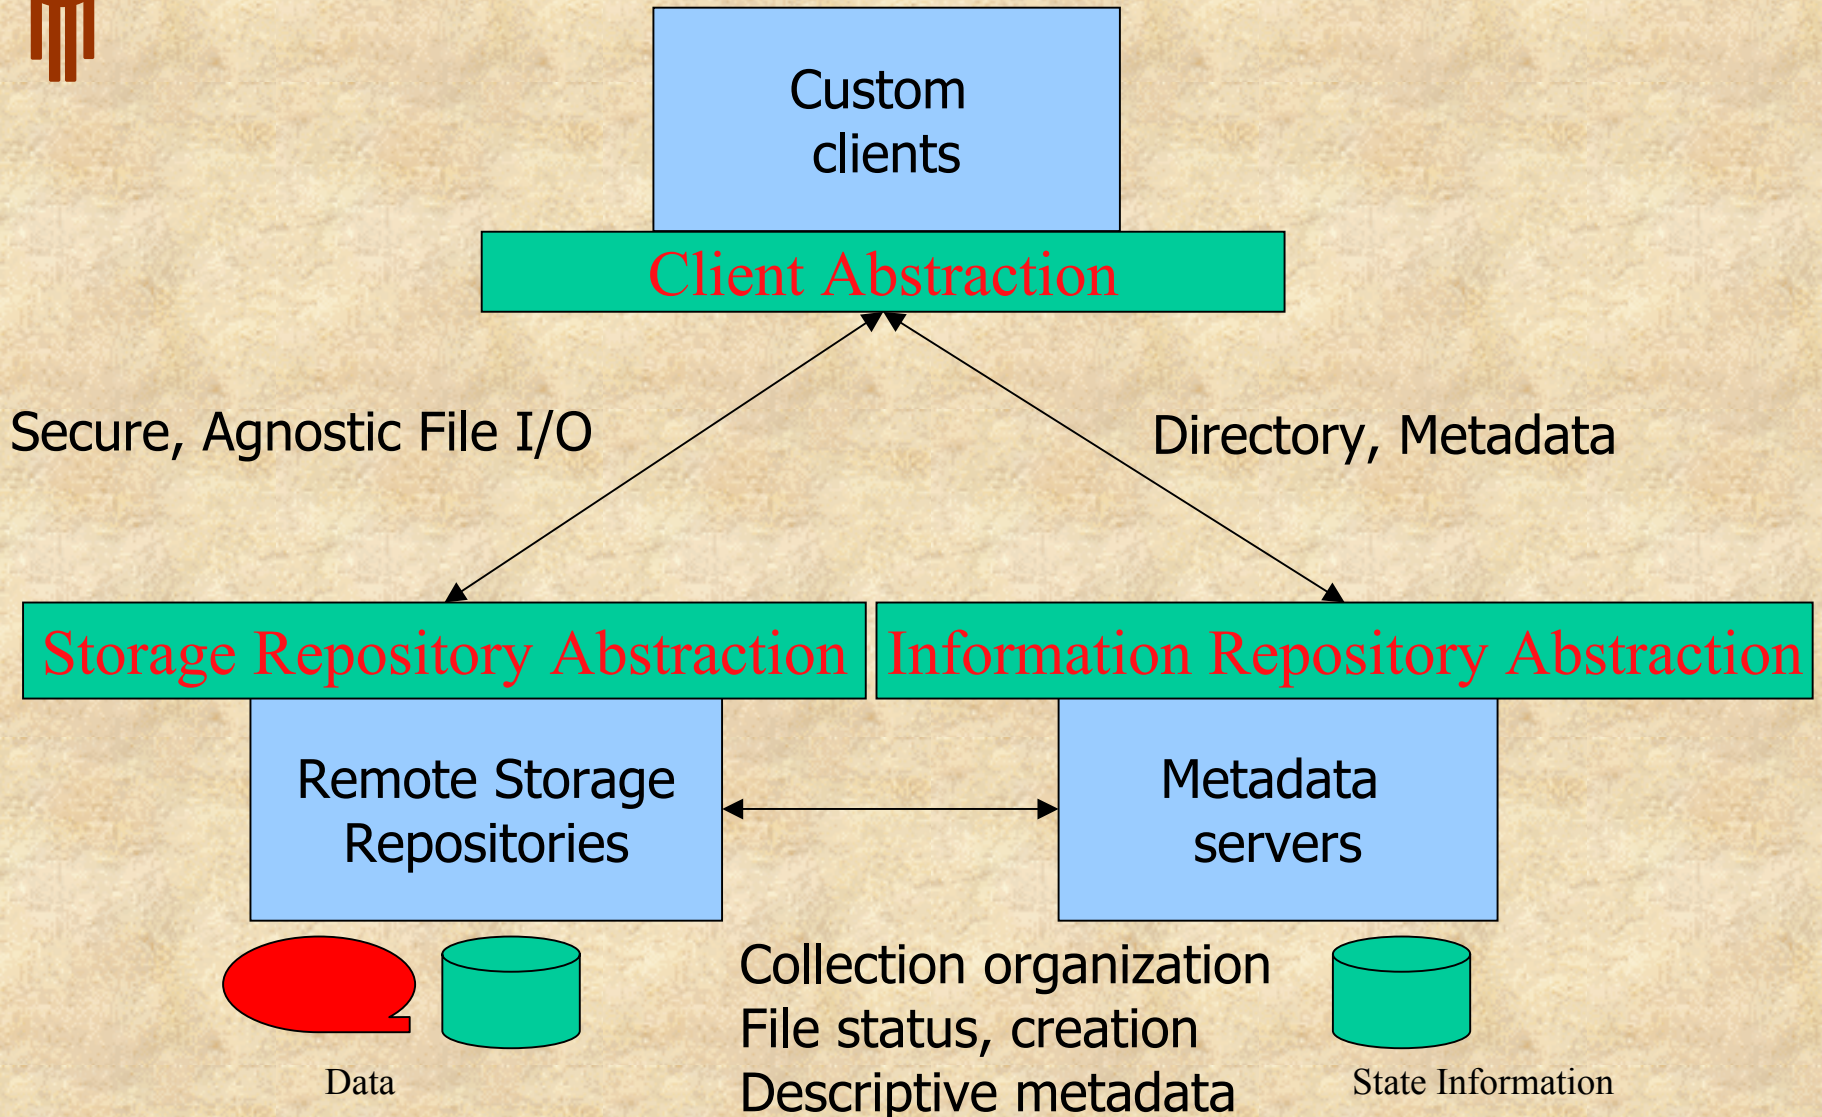 Custom
clients
Client Abstraction
Secure, Agnostic File I/O
Directory, Metadata
Storage Repository Abstraction
Information Repository Abstraction
Remote Storage
Repositories
Metadata
servers
Collection organization
File status, creation
Descriptive metadata
Data
State Information